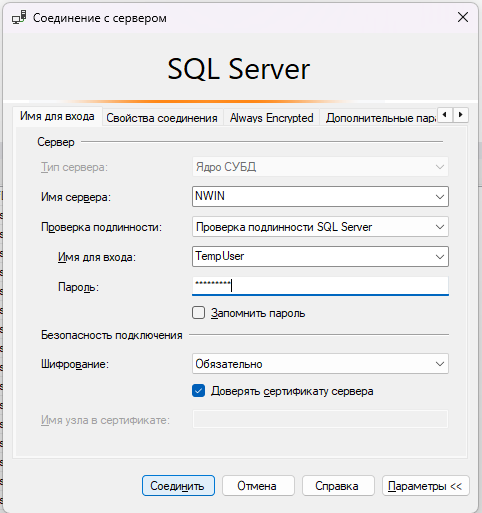 Соединение с сервером
SQL Server
Имя для входа Свойства соединения Always Encrypted Дополнительные пара
Сервер
Тип сервера: Ядро СУБД
Имя сервера: NWIN
Проверка подлинности: Проверка подлинности SQL Server
Имя для входа: TempUser
Пароль: *********
Запомнить пароль
Безопасность подключения
Шифрование: Обязательно
Доверять сертификату сервера
Имя узла в сертификате:
Соединить Отмена Справка Параметры <<